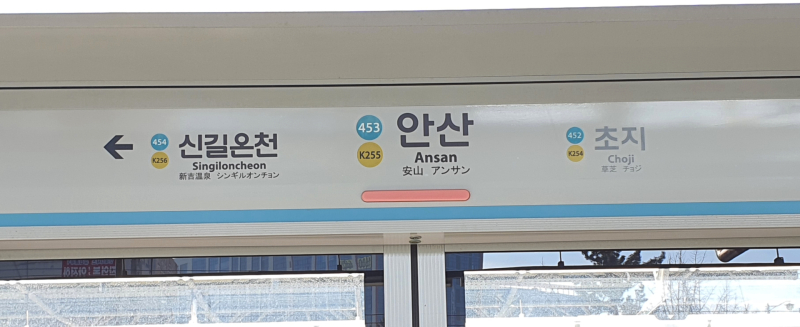 454
K256
신길온천
Singiloncheon
新吉温泉 シンギルオンチョン
453
K255
안산
Ansan
安山 アンサン
452
K254
초지
Choji
草芝 チョジ